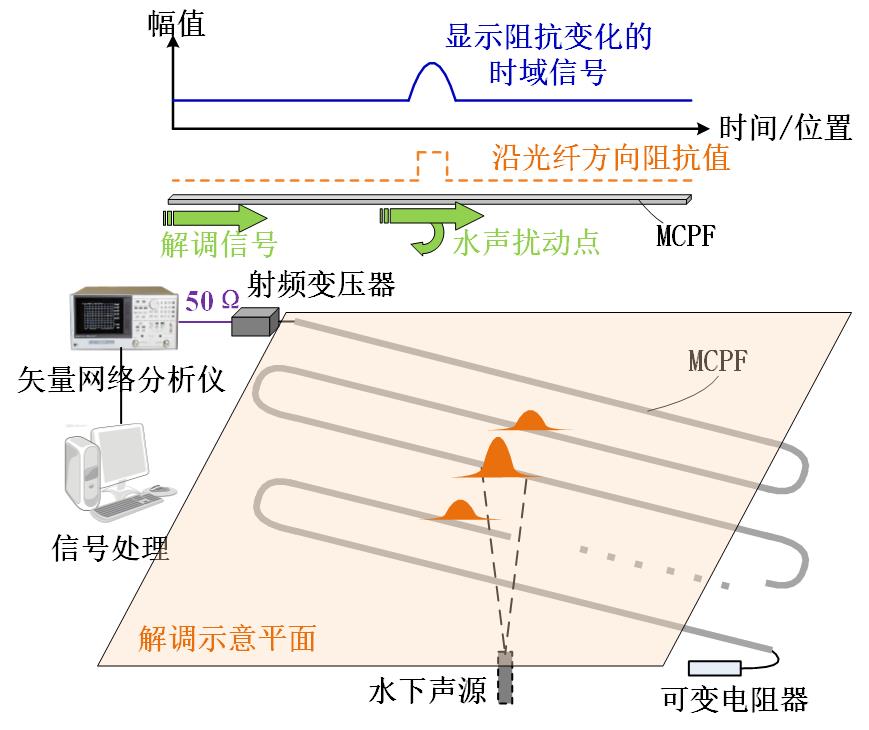 幅值
显示阻抗变化的
时域信号
时间/位置
沿光纤方向阻抗值
MCPF
解调信号
水声扰动点
射频变压器
50 Ω
矢量网络分析仪
MCPF
信号处理
解调示意平面
水下声源
可变电阻器